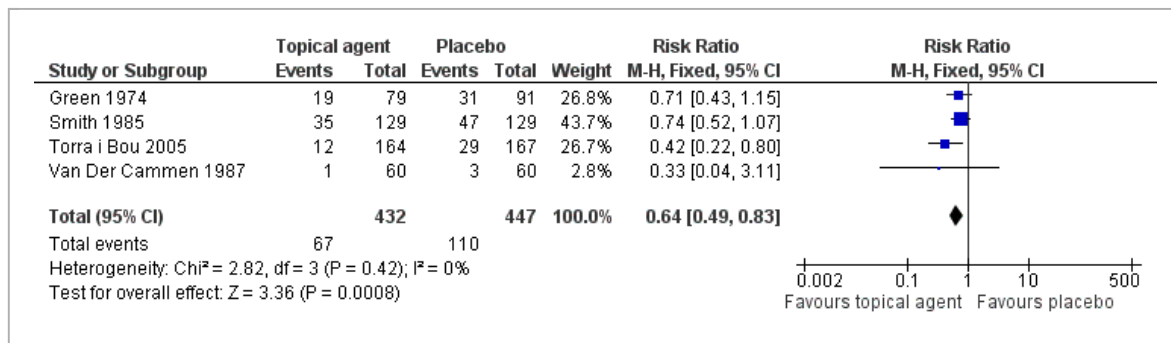 Topical agent Placebo Risk Ratio Risk Ratio
Study or Subgroup Events Total Events Total Weight M-H, Fixed, 95% CI M-H, Fixed, 95% CI
Green 1974 19 79 31 91 26.8% 0.71 [0.43, 1.15]
Smith 1985 35 129 47 129 43.7% 0.74 [0.52, 1.07]
Torra i Bou 2005 12 164 29 167 26.7% 0.42 [0.22, 0.80]
Van Der Cammen 1987 1 60 3 60 2.8% 0.33 [0.04, 3.11]
Total (95% CI) 432 447 100.0% 0.64 [0.49, 0.83]
Total events 67 110
Heterogeneity: Chi² = 2.82, df = 3 (P = 0.42); I² = 0%
Test for overall effect: Z = 3.36 (P = 0.0008)
0.002 0.1 1 10 500
Favours topical agent Favours placebo